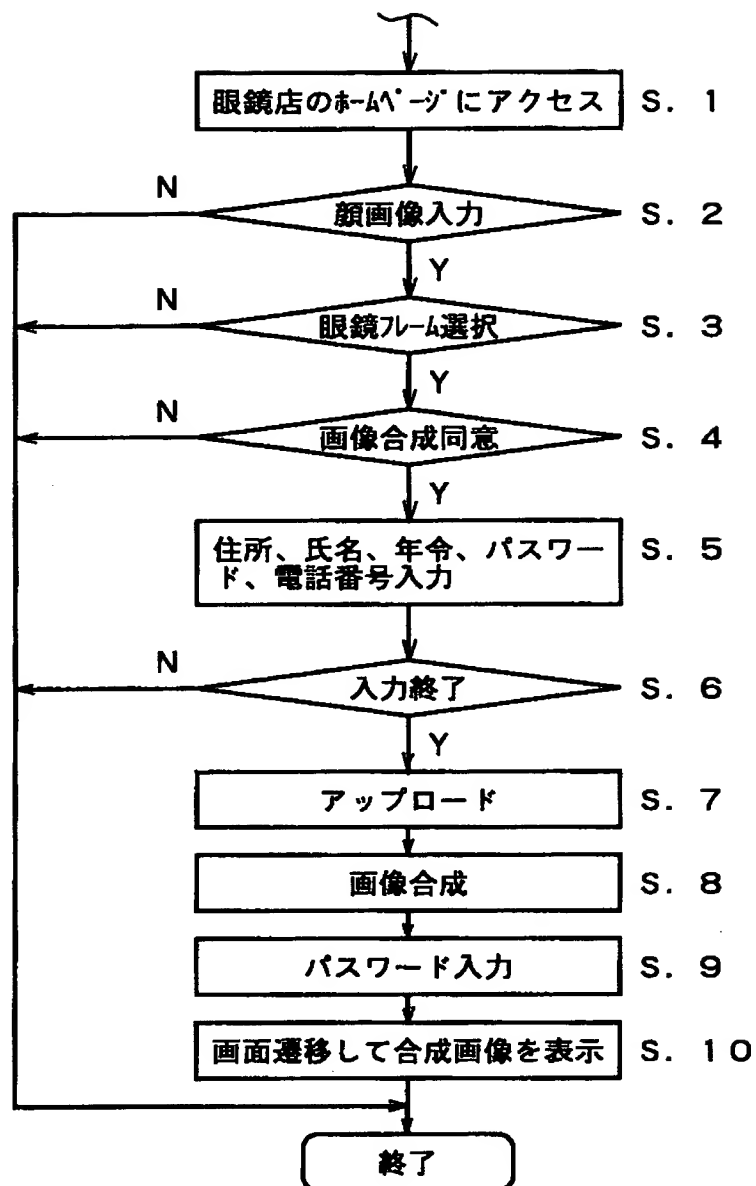 眼鏡店のﾎｰﾑﾍﾟｰｼﾞにアクセス S. 1
N
顔画像入力 S. 2
Y
N
眼鏡ﾌﾚｰﾑ選択 S. 3
Y
N
画像合成同意 S. 4
Y
住所、氏名、年令、パスワー S. 5
ド、電話番号入力
N
入力終了 S. 6
Y
アップロード S. 7
画像合成 S. 8
パスワード入力 S. 9
画面遷移して合成画像を表示 S. 10
終了